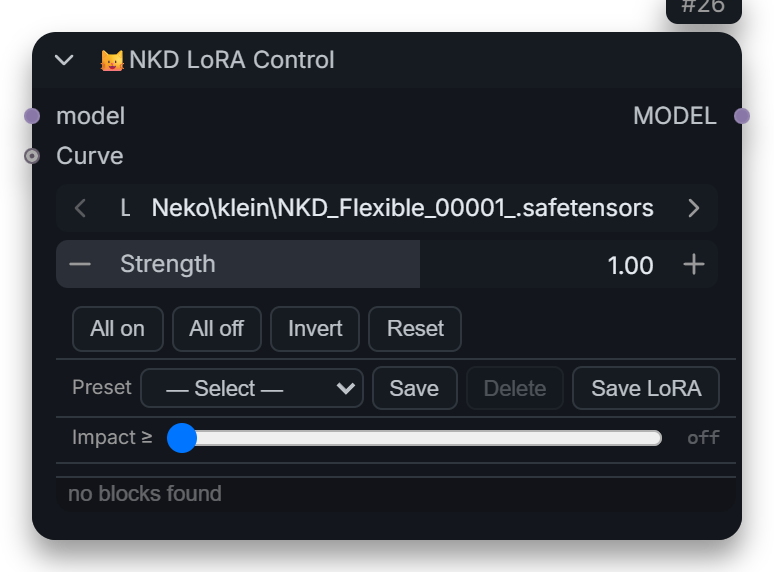 #26
🐱NKD LoRA Control
model MODEL
Curve
L Neko\klein\NKD_Flexible_00001_.safetensors
Strength 1.00
All on All off Invert Reset
Preset — Select — Save Delete Save LoRA
Impact ≥ off
no blocks found